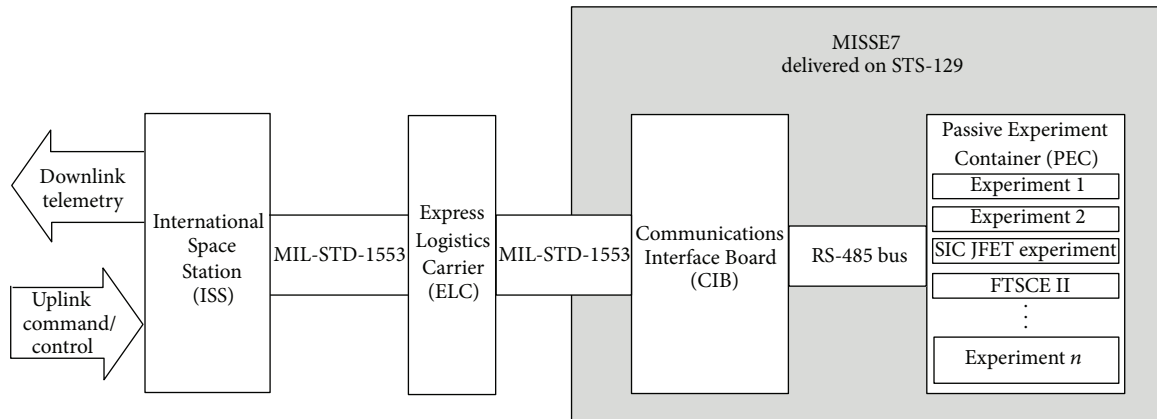 MISSE7
delivered on STS-129
Downlink
telemetry
Uplink
command/
control
International
Space
Station
(ISS)
MIL-STD-1553
Express
Logistics
Carrier
(ELC)
MIL-STD-1553
Communications
Interface Board
(CIB)
RS-485 bus
Passive Experiment
Container (PEC)
Experiment 1
Experiment 2
SIC JFET experiment
FTSCE II
⋮
Experiment n